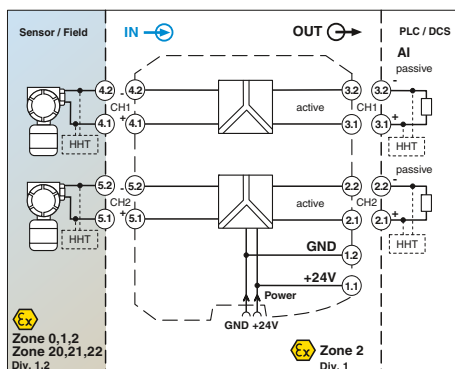 Sensor / Field
IN
OUT
PLC / DCS
AI
passive
4.2 - 4.2
3.2 3.2 -
CH1
active
CH1
4.1 + 4.1
3.1 3.1 +
HHT
HHT
passive
5.2 - 5.2
2.2 2.2 -
CH2
active
CH2
5.1 + 5.1
2.1 2.1 +
HHT
HHT
GND
1.2
+24V
1.1
Power
GND +24V
Ex
Zone 0,1,2
Zone 20,21,22
Div. 1,2
Ex
Zone 2
Div. 1